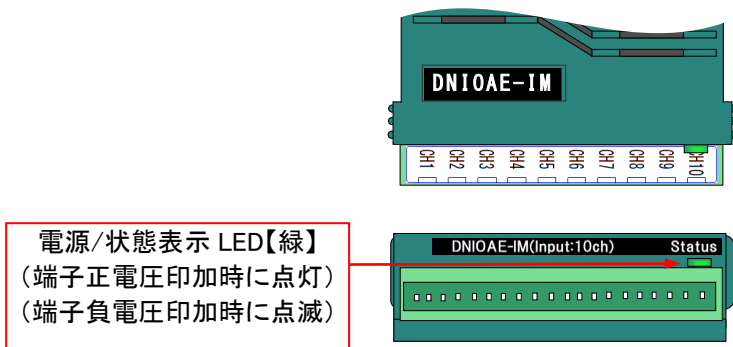 DNIOAE-IM
CH1 CH2 CH3 CH4 CH5 CH6 CH7 CH8 CH9 CH10
電源/状態表示 LED【緑】
(端子正電圧印加時に点灯)
(端子負電圧印加時に点滅)
DNIOAE-IM(Input:10ch) Status